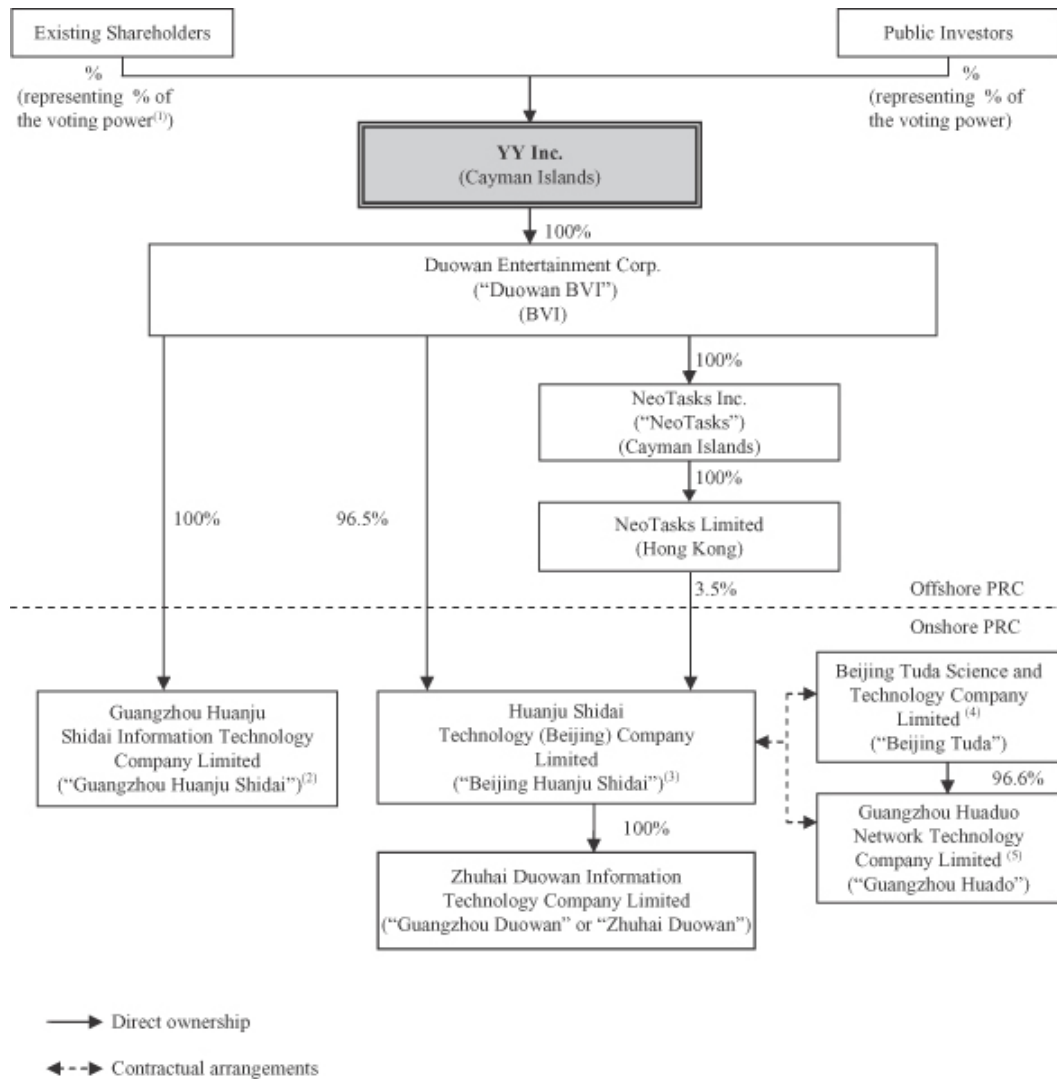 Existing Shareholders
Public Investors
%
(representing % of
the voting power(1))
%
(representing % of
the voting power)
YY Inc.
(Cayman Islands)
100%
Duowan Entertainment Corp.
(“Duowan BVI”)
(BVI)
100%
NeoTasks Inc.
(“NeoTasks”)
(Cayman Islands)
100%
100%
96.5%
NeoTasks Limited
(Hong Kong)
3.5%
Offshore PRC
Onshore PRC
Guangzhou Huanju
Shidai Information Technology
Company Limited
(“Guangzhou Huanju Shidai”)(2)
Huanju Shidai
Technology (Beijing) Company
Limited
(“Beijing Huanju Shidai”)(3)
Beijing Tuda Science and
Technology Company
Limited (4)
(“Beijing Tuda”)
96.6%
Guangzhou Huaduo
Network Technology
Company Limited (5)
(“Guangzhou Huado”)
100%
Zhuhai Duowan Information
Technology Company Limited
(“Guangzhou Duowan” or “Zhuhai Duowan”)
Direct ownership
Contractual arrangements